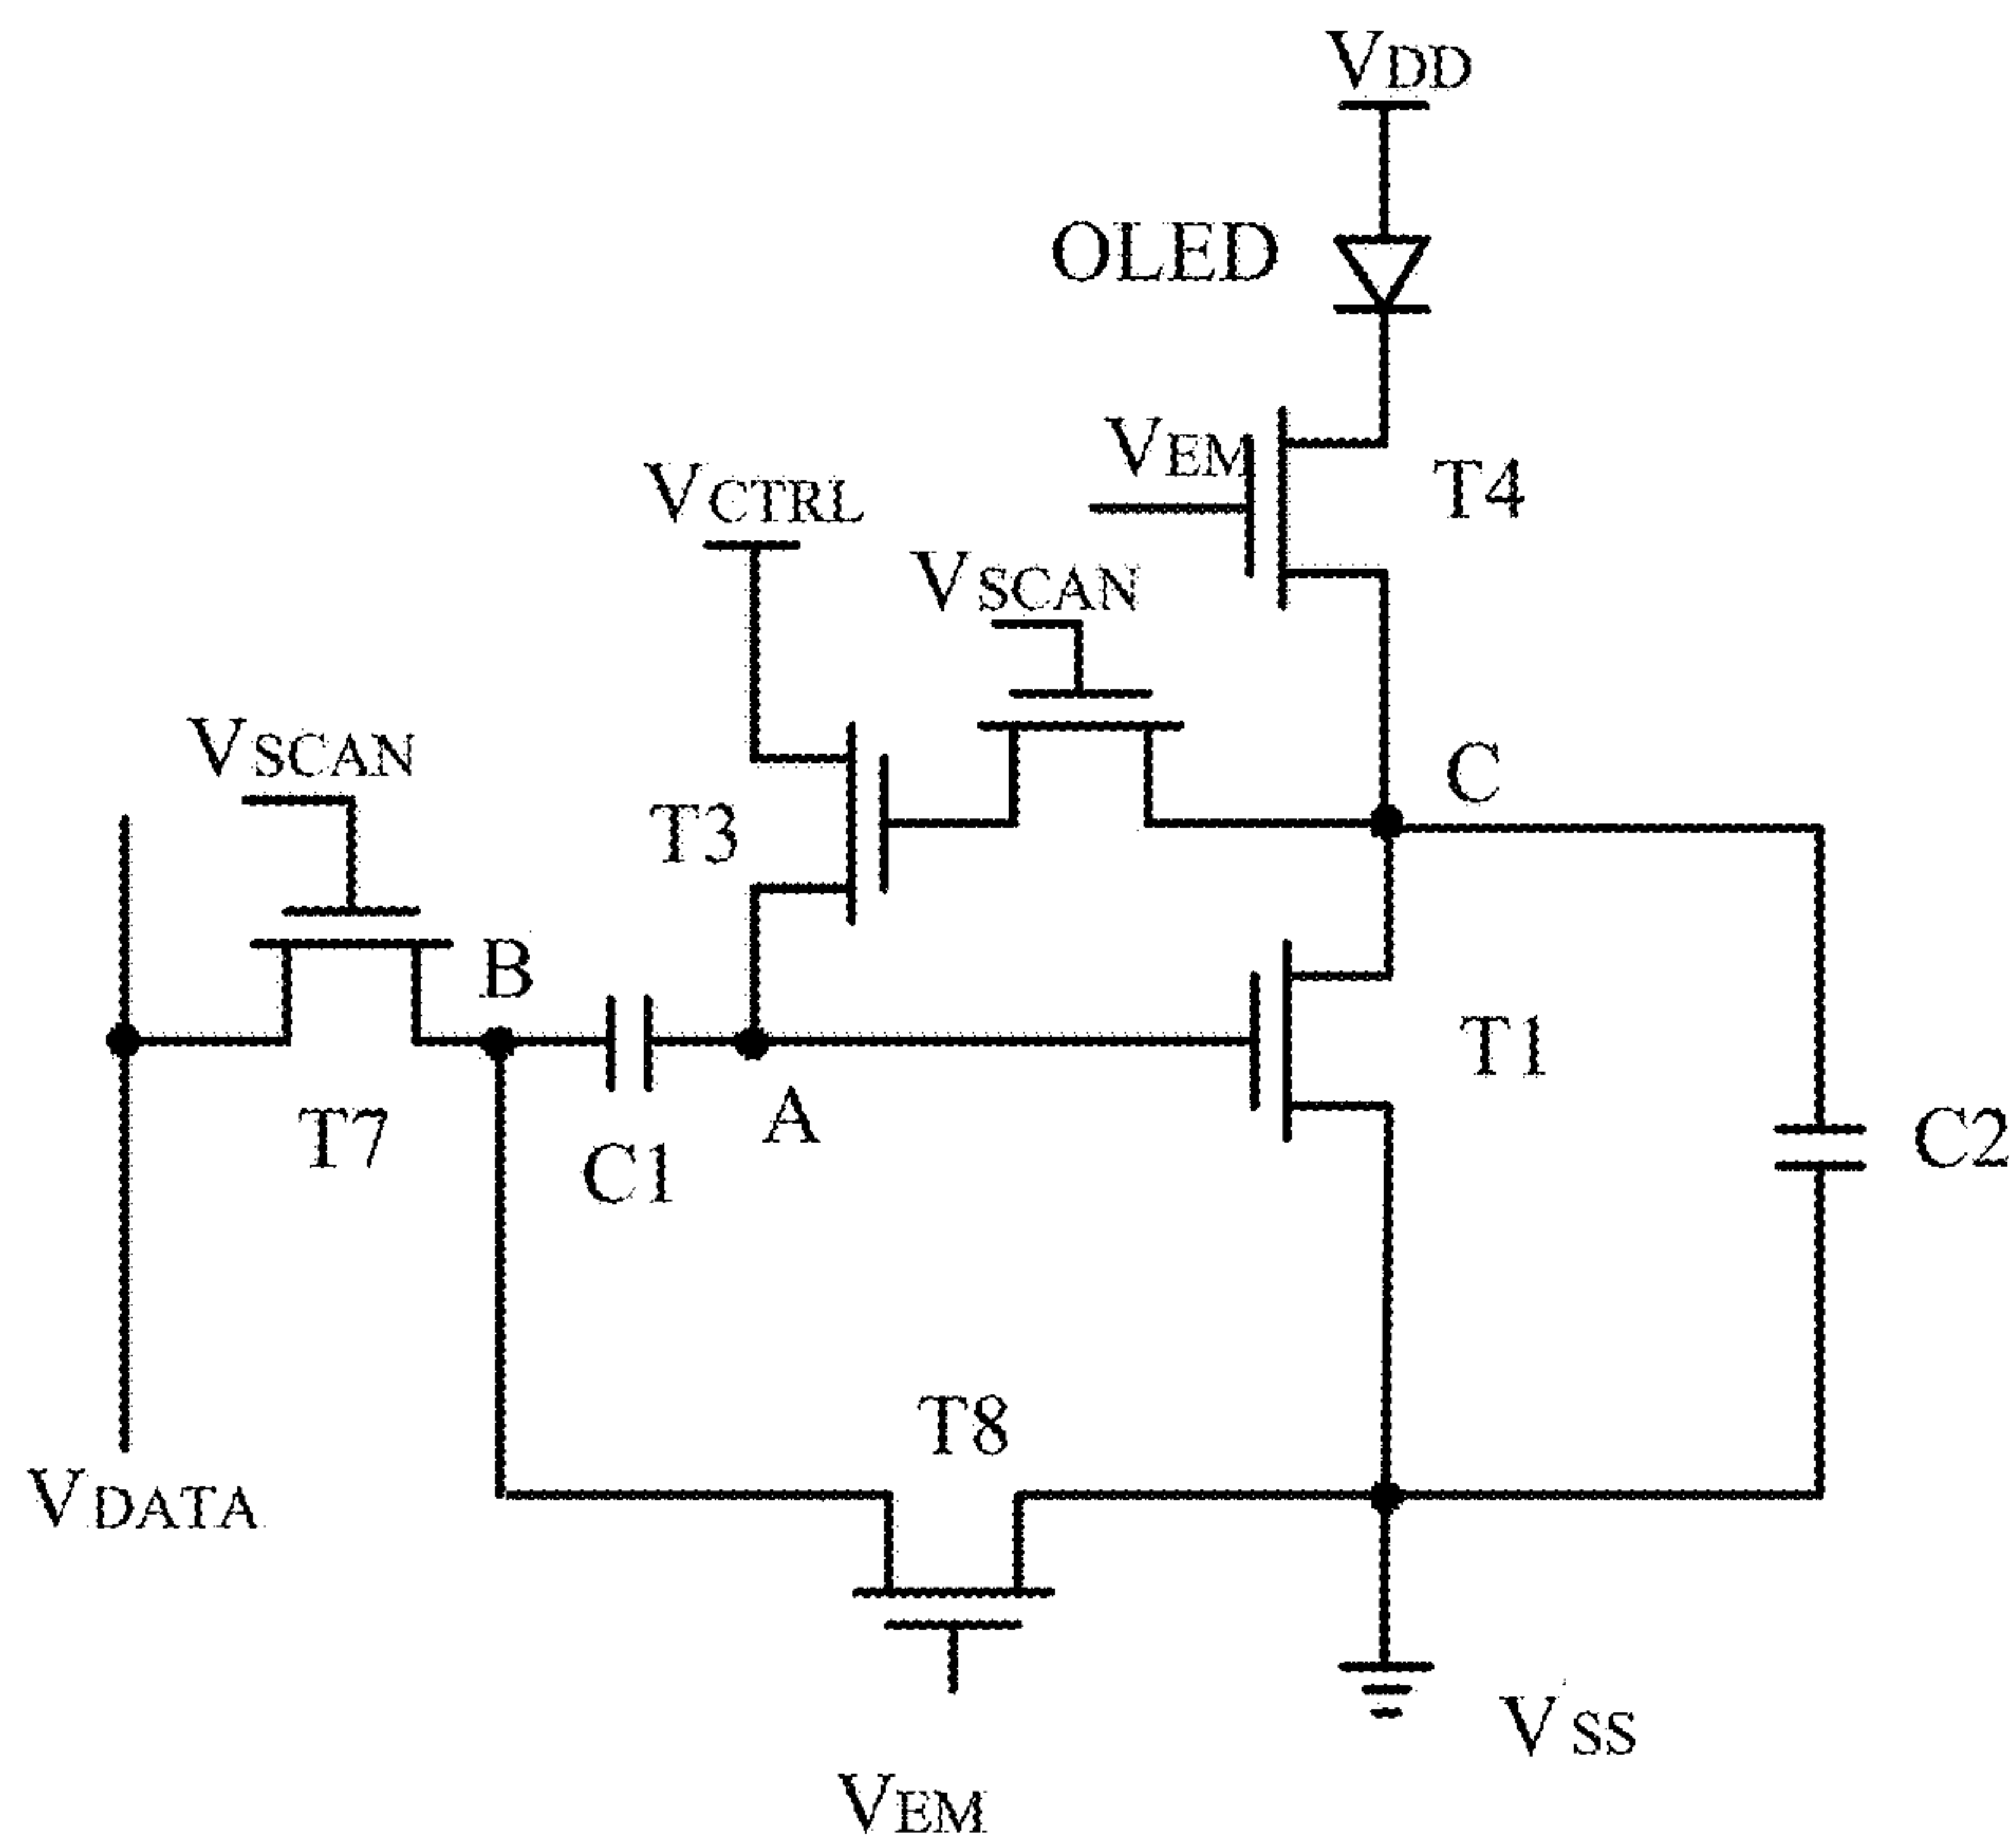 VDD
OLED
VEM
T4
VCTRL
VSCAN
VSCAN
C
T3
B
T1
A
T7
C1
C2
T8
VDATA
VSS
VEM